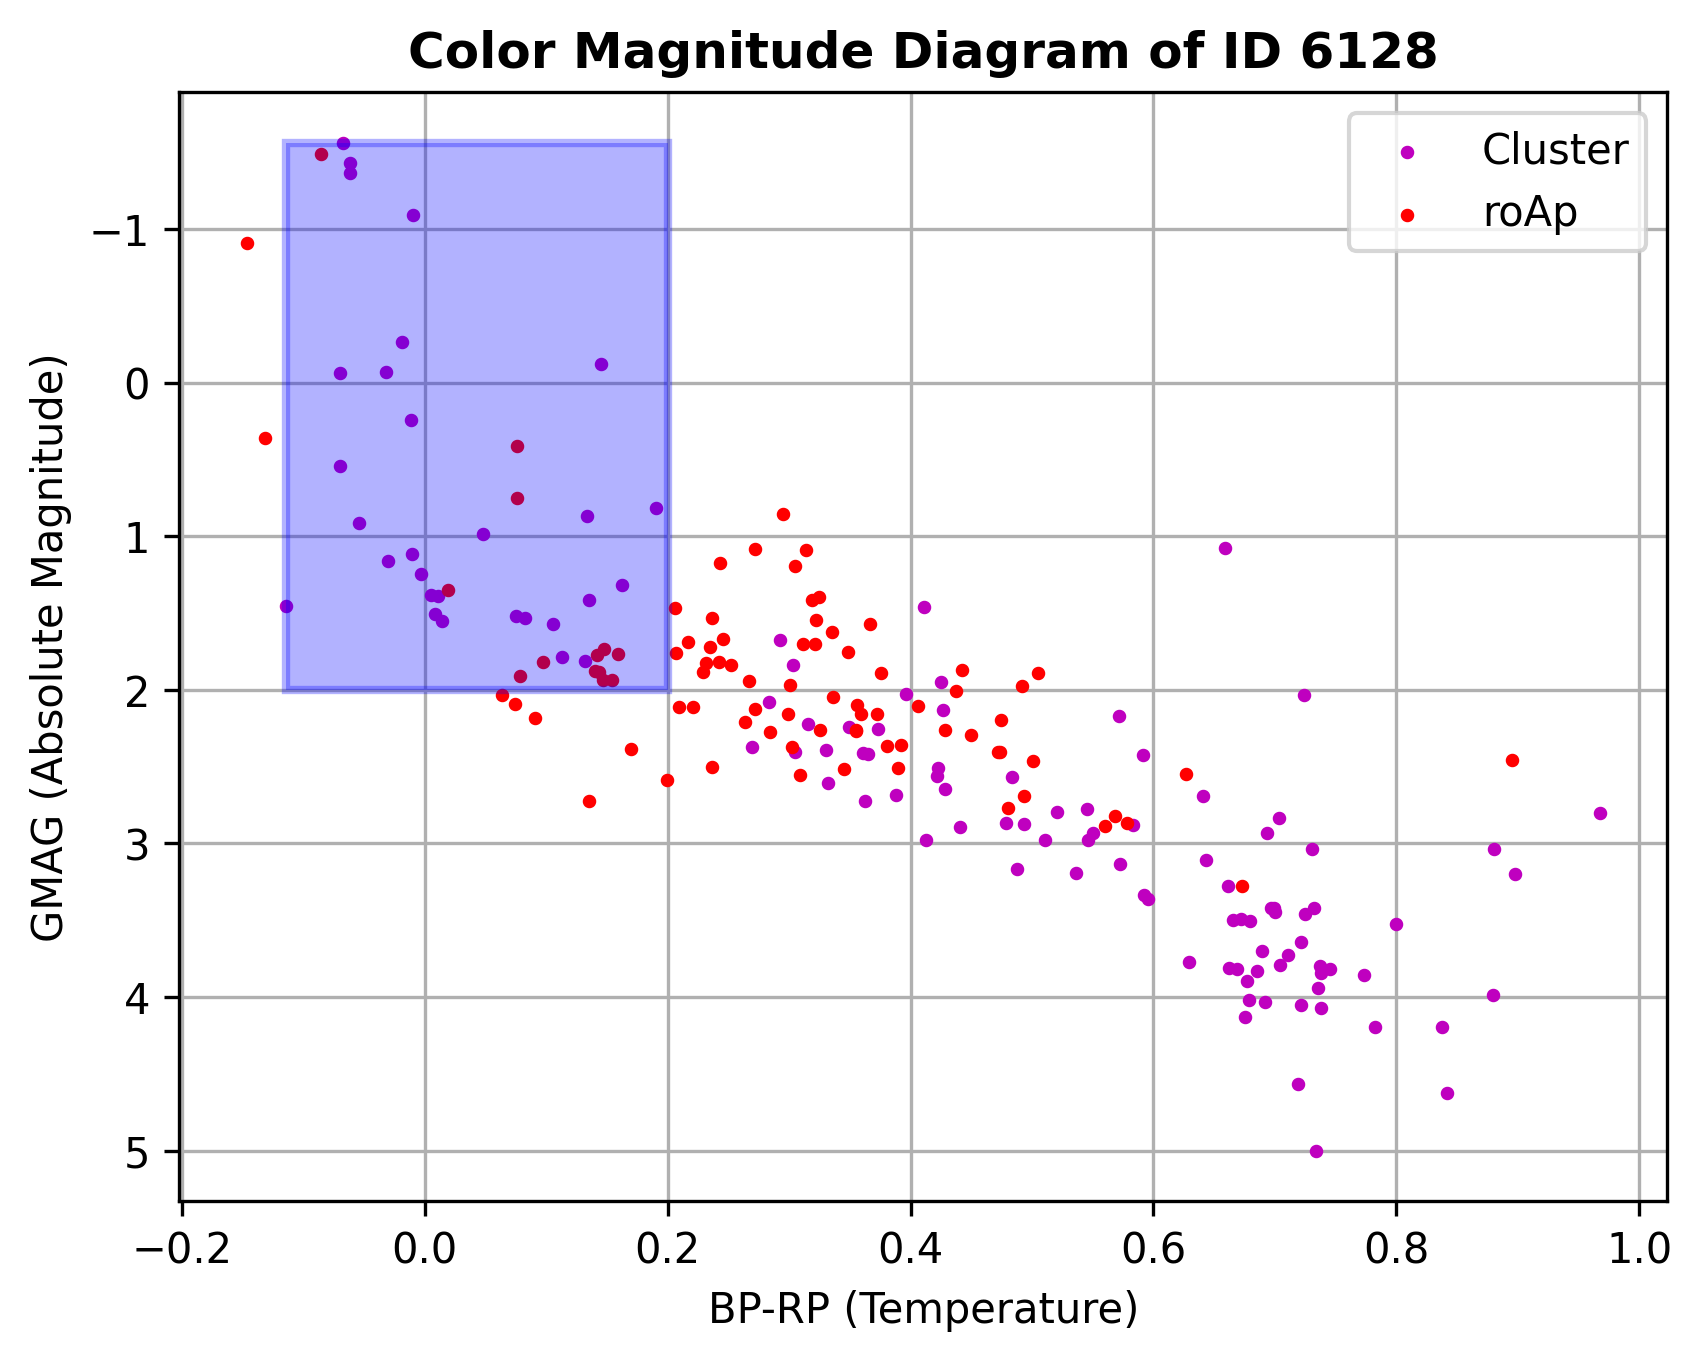 Color Magnitude Diagram of ID 6128
Cluster
roAp
GMAG (Absolute Magnitude)
−1
0
1
2
3
4
5
−0.2 0.0 0.2 0.4 0.6 0.8 1.0
BP-RP (Temperature)